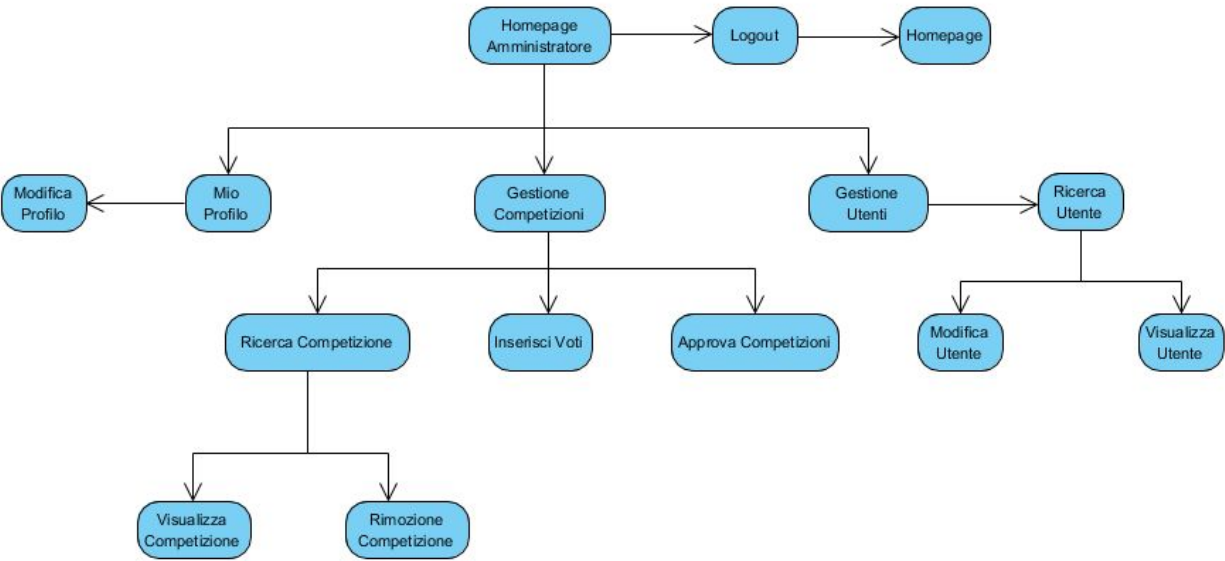 Homepage
Amministratore
Logout
Homepage
Modifica
Profilo
Mio
Profilo
Gestione
Competizioni
Gestione
Utenti
Ricerca
Utente
Ricerca Competizione
Inserisci Voti
Approva Competizioni
Modifica
Utente
Visualizza
Utente
Visualizza
Competizione
Rimozione
Competizione